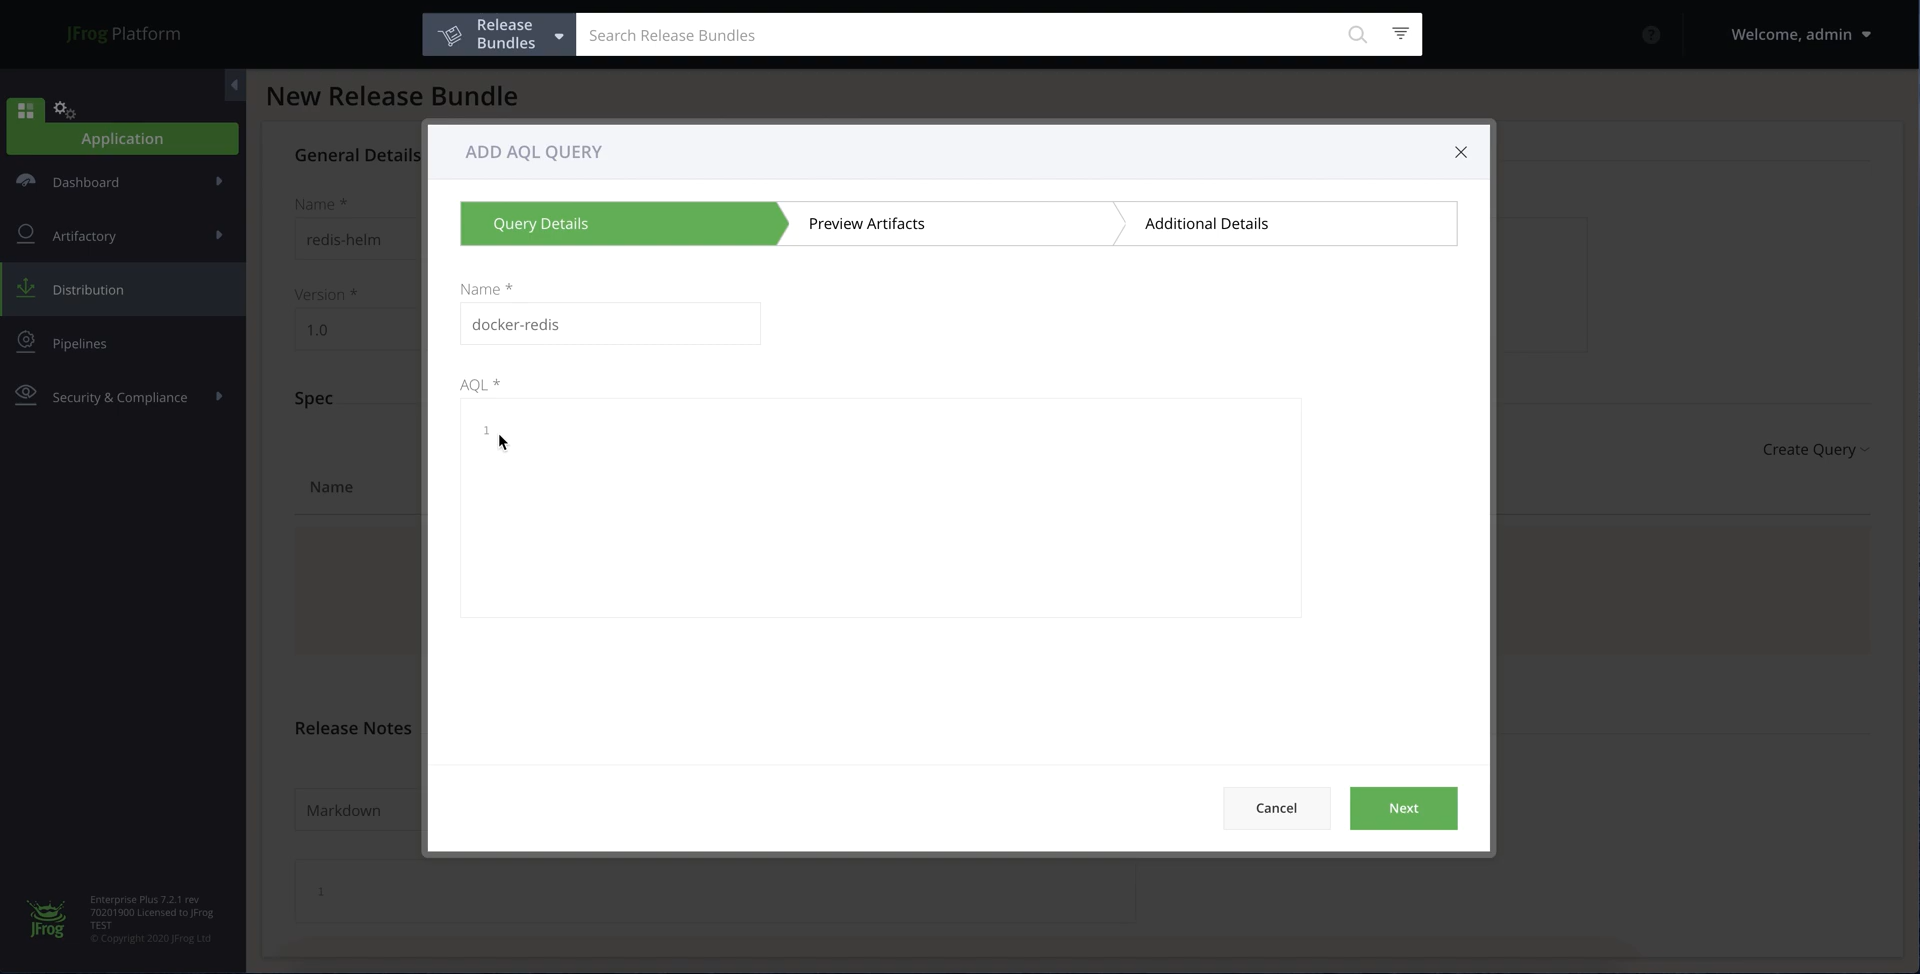 JFrog Platform
Release Bundles
Search Release Bundles
?
Welcome, admin
New Release Bundle
Application
Dashboard
Artifactory
Distribution
Pipelines
Security & Compliance
General Details
Name *
redis-helm
Version *
1.0
Spec
Create Query
Name
Release Notes
Markdown
1
ADD AQL QUERY
Query Details
Preview Artifacts
Additional Details
Name *
docker-redis
AQL *
1
Cancel
Next
JFrog
Enterprise Plus 7.2.1 rev
70201900 Licensed to JFrog
TEST
© Copyright 2020 JFrog Ltd